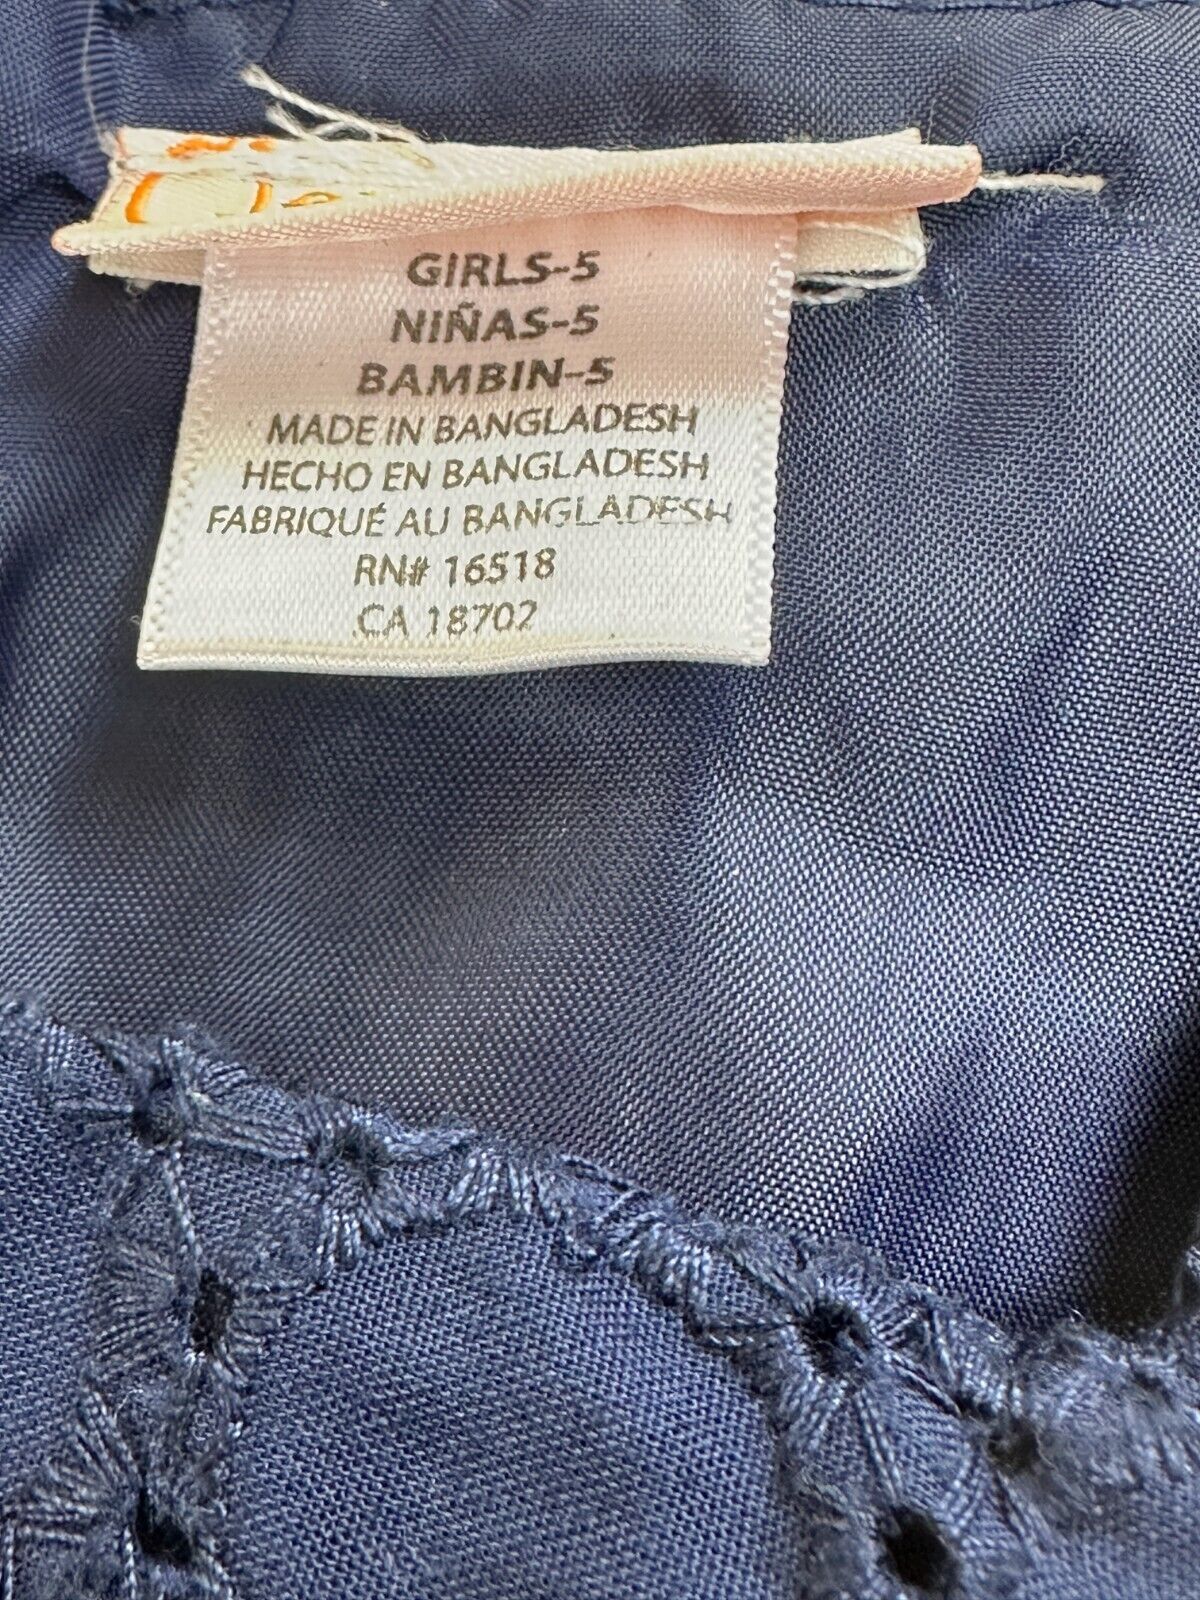 GIRLS-5
NIÑAS-5
BAMBIN-5
MADE IN BANGLADESH
HECHO EN BANGLADESH
FABRIQUÉ AU BANGLADESH
RN# 16518
CA 18702